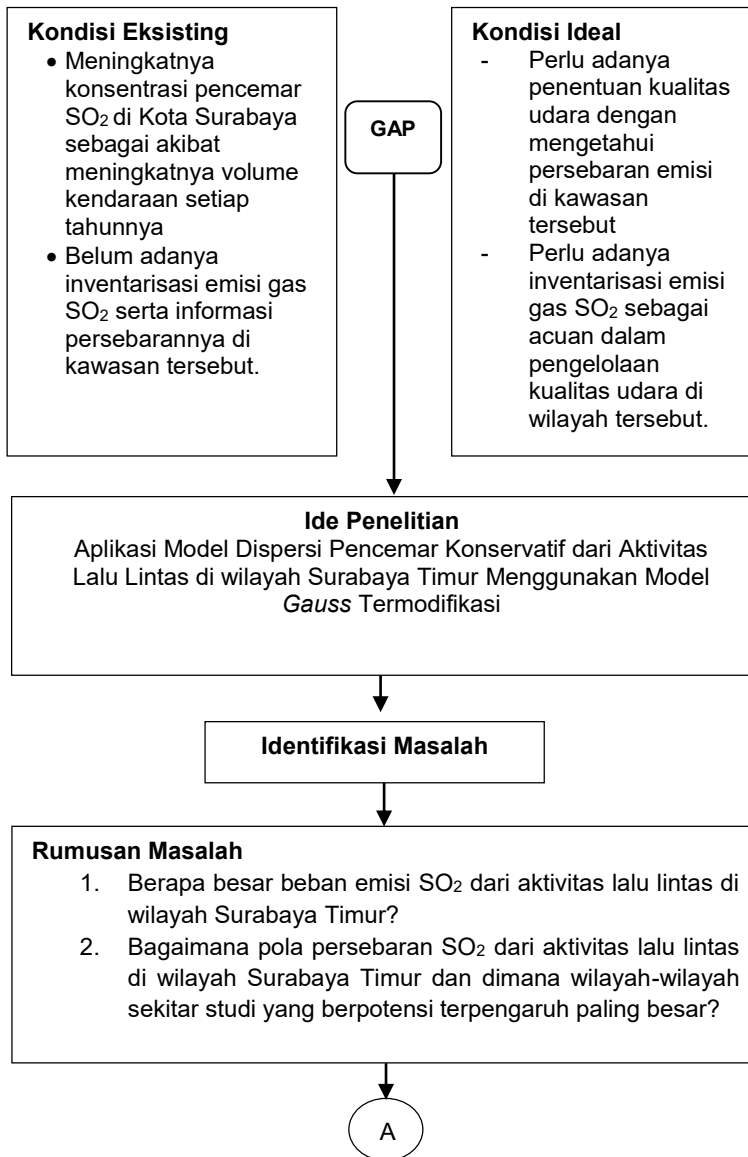 Kondisi Eksisting
• Meningkatnya
konsentrasi pencemar
SO2 di Kota Surabaya
sebagai akibat
meningkatnya volume
kendaraan setiap
tahunnya
• Belum adanya
inventarisasi emisi gas
SO2 serta informasi
persebarannya di
kawasan tersebut.
GAP
Kondisi Ideal
- Perlu adanya
penentuan kualitas
udara dengan
mengetahui
persebaran emisi
di kawasan
tersebut
- Perlu adanya
inventarisasi emisi
gas SO2 sebagai
acuan dalam
pengelolaan
kualitas udara di
wilayah tersebut.
Ide Penelitian
Aplikasi Model Dispersi Pencemar Konservatif dari Aktivitas
Lalu Lintas di wilayah Surabaya Timur Menggunakan Model
Gauss Termodifikasi
Identifikasi Masalah
Rumusan Masalah
1. Berapa besar beban emisi SO2 dari aktivitas lalu lintas di
wilayah Surabaya Timur?
2. Bagaimana pola persebaran SO2 dari aktivitas lalu lintas
di wilayah Surabaya Timur dan dimana wilayah-wilayah
sekitar studi yang berpotensi terpengaruh paling besar?
A